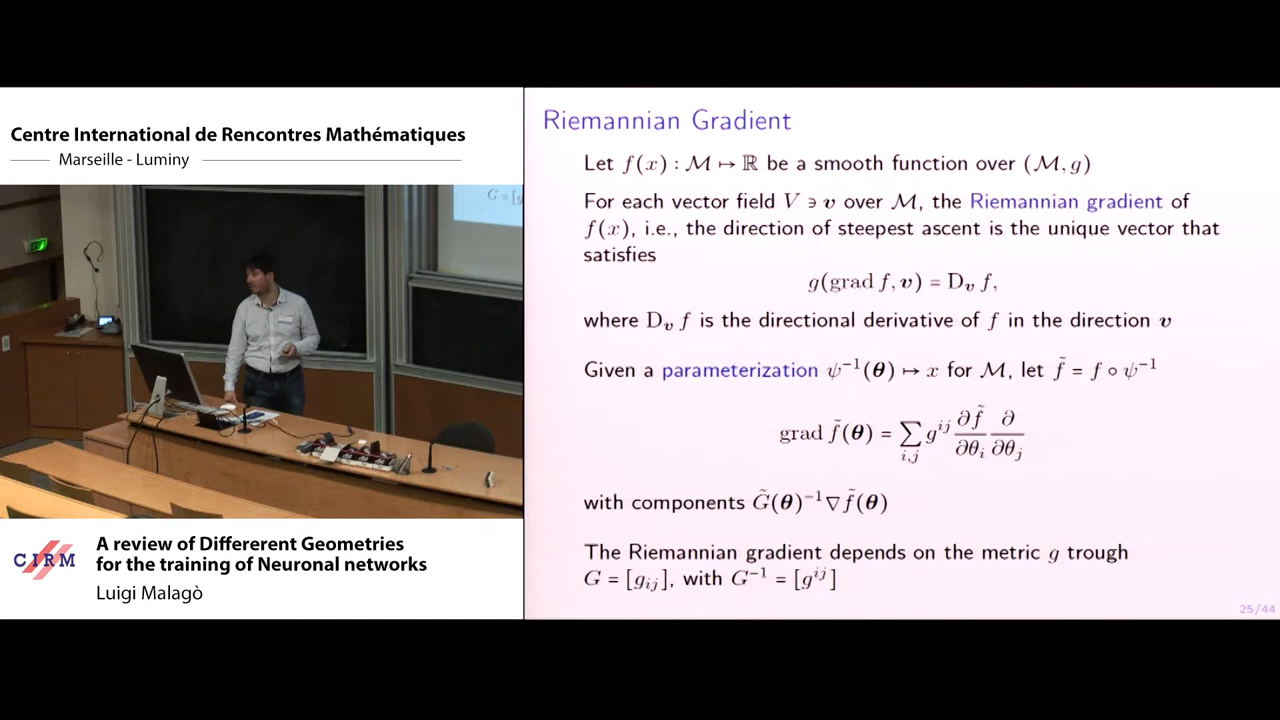 Centre International de Rencontres Mathématiques
Marseille - Luminy
G = [g
CIRM
A review of Differerent Geometries
for the training of Neuronal networks
Luigi Malagò
Riemannian Gradient
Let f(x) : ℳ ↦ ℝ be a smooth function over (ℳ, g)
For each vector field V ∋ 𝒗 over ℳ, the Riemannian gradient of
f(x), i.e., the direction of steepest ascent is the unique vector that
satisfies
g(grad f, 𝒗) = D𝒗 f,
where D𝒗 f is the directional derivative of f in the direction 𝒗
Given a parameterization ψ⁻¹(𝜽) ↦ x for ℳ, let f̃ = f ∘ ψ⁻¹
grad f̃(𝜽) = ∑_{i,j} g^{ij} ∂f̃/∂θ_i ∂/∂θ_j
with components G̃(𝜽)⁻¹∇f̃(𝜽)
The Riemannian gradient depends on the metric g trough
G = [g_{ij}], with G⁻¹ = [g^{ij}]
25/44